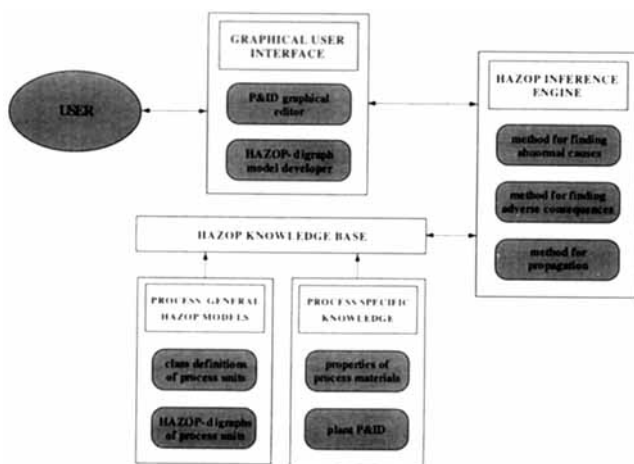 GRAPHICAL USER
INTERFACE
P&ID graphical
editor
HAZOP-digraph
model developer
USER
HAZOP INFERENCE
ENGINE
method for finding
abnormal causes
method for finding
adverse consequences
method for
propagation
HAZOP KNOWLEDGE BASE
PROCESS GENERAL
HAZOP MODELS
class definitions
of process units
HAZOP-digraphs
of process units
PROCESS SPECIFIC
KNOWLEDGE
properties of
process materials
plant P&ID